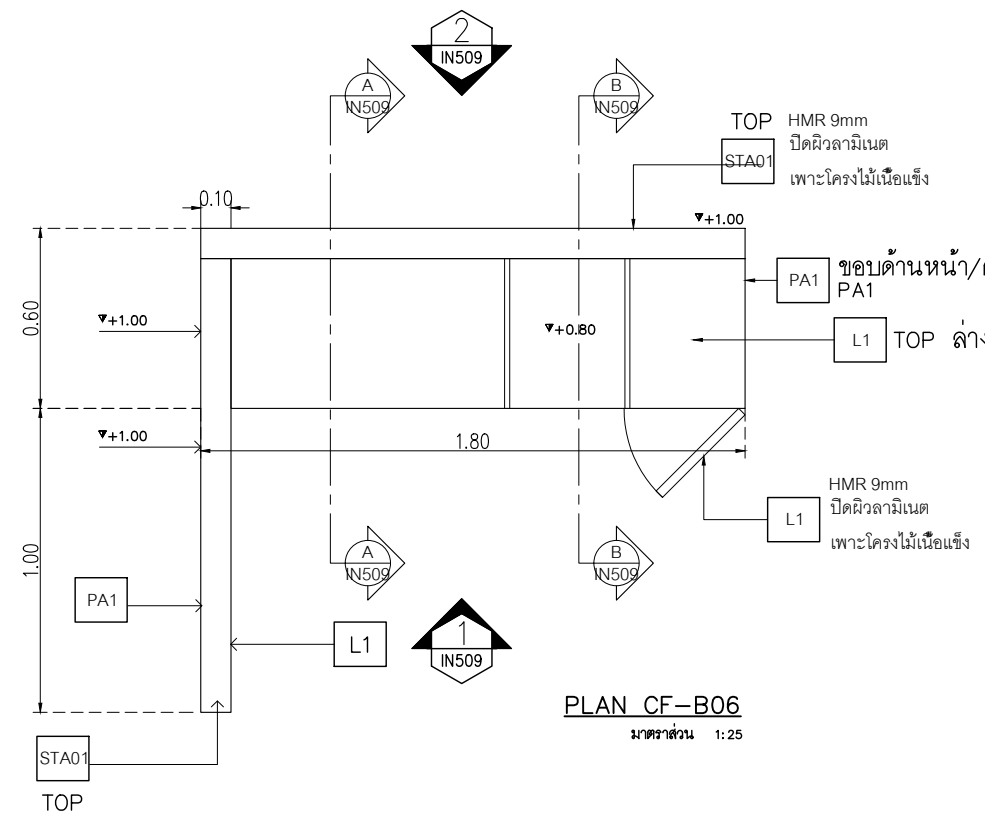 2
IN509
A
IN509
B
IN509
TOP
HMR 9mm
ปิดผิวลามิเนต
STA01
เพาะโครงไม้เนื้อแข็ง
0.10
+1.00
ขอบด้านหน้า/
PA1
PA1
0.60
+1.00
+0.80
L1
TOP ล่าง
+1.00
1.80
HMR 9mm
ปิดผิวลามิเนต
L1
เพาะโครงไม้เนื้อแข็ง
1.00
A
IN509
B
IN509
PA1
L1
1
IN509
PLAN CF-B06
มาตราส่วน 1:25
STA01
TOP